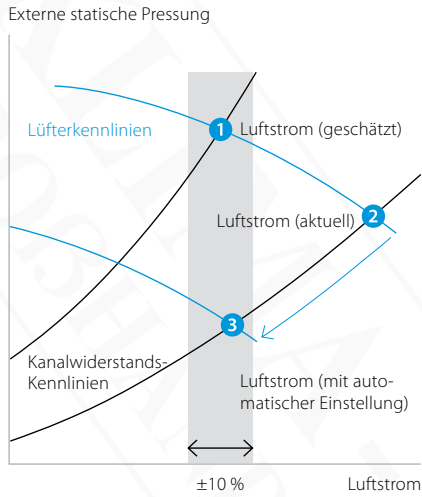 Externe statische Pressung
1
Luftstrom (geschätzt)
Lüfterkennlinien
2
Luftstrom (aktuell)
3
Kanalwiderstands-
Kennlinien
Luftstrom (mit auto-
matischer Einstellung)
±10 %
Luftstrom